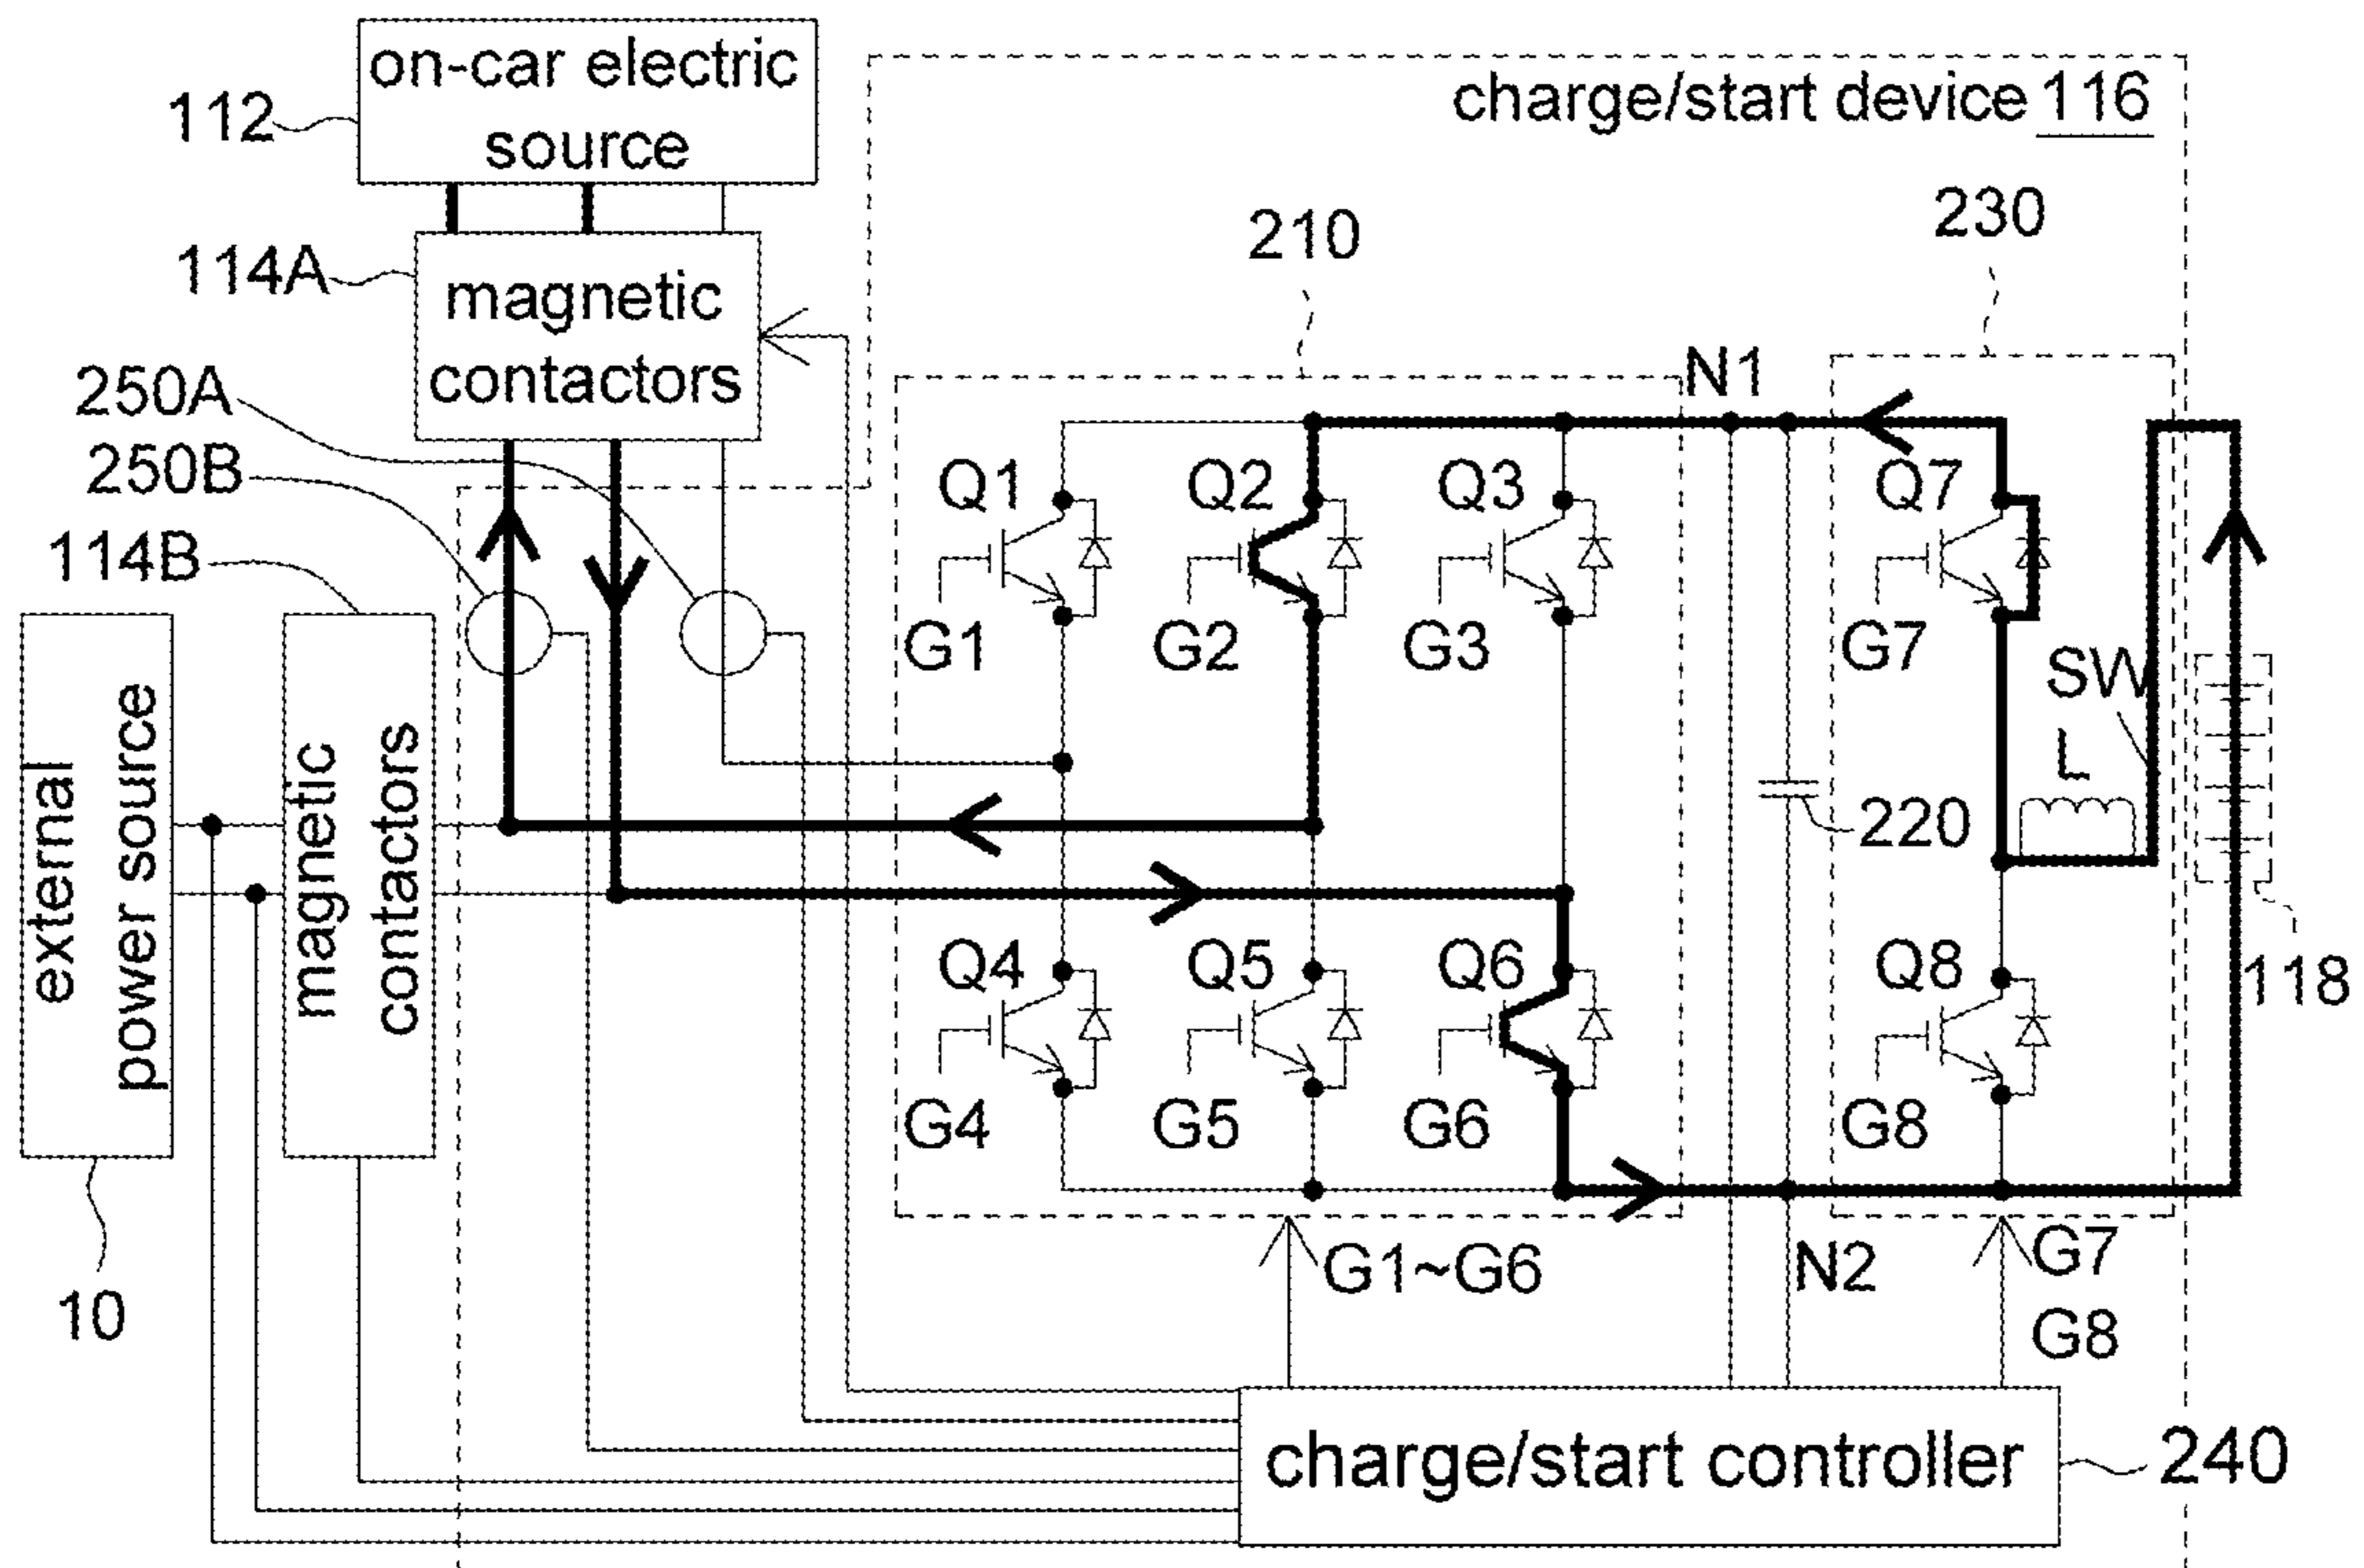 on-car electric
source
112
charge/start device 116
210
230
114A
magnetic
contactors
250A
250B
114B
N1
Q1
Q2
Q3
Q7
G1
G2
G3
G7
SW
L
external
power source
magnetic
contactors
220
Q4
Q5
Q6
Q8
118
G4
G5
G6
G8
G1~G6
N2
G7
G8
10
charge/start controller
240